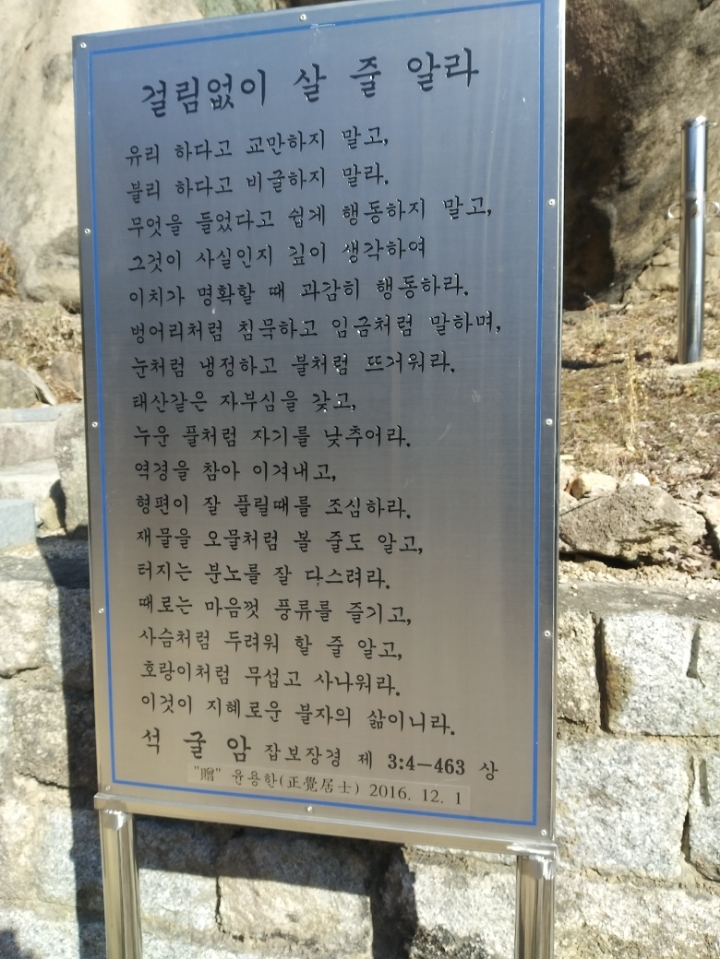 걸림없이 살 줄 알라
유리 하다고 교만하지 말고,
불리 하다고 비굴하지 말라.
무엇을 들었다고 쉽게 행동하지 말고,
그것이 사실인지 깊이 생각하여
이치가 명확할 때 과감히 행동하라.
벙어리처럼 침묵하고 임금처럼 말하며,
눈처럼 냉정하고 불처럼 뜨거워라.
태산같은 자부심을 갖고,
누운 풀처럼 자기를 낮추어라.
역경을 참아 이겨내고,
형편이 잘 풀릴때를 조심하라.
재물을 오물처럼 볼 줄도 알고,
터지는 분노를 잘 다스려라.
때로는 마음껏 풍류를 즐기고,
사슴처럼 두려워 할 줄 알고,
호랑이처럼 무섭고 사나워라.
이것이 지혜로운 불자의 삶이니라.
석 굴 암 잡보장경 제 3:4-463 상
"贈" 윤용한(正覺居士) 2016. 12. 1